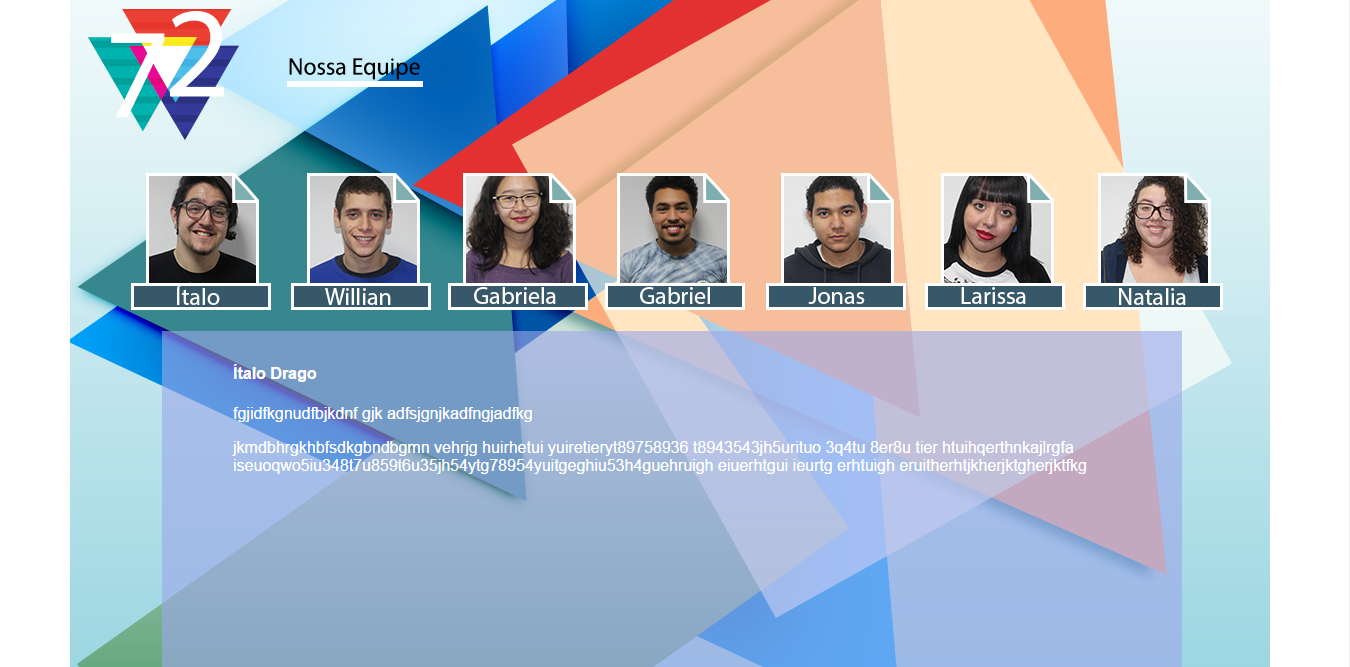 72
Nossa Equipe
Ítalo
Willian
Gabriela
Gabriel
Jonas
Larissa
Natalia
Ítalo Drago
fgjidfkgnudfbjkdnf gjk adfsjgnjkadfngjadfkg
jkmdbhrgkhbfsdkgbndbgmn vehrjg huirhetui yuiretieryt89758936 t8943543jh5urituo 3q4tu 8er8u tier htuihqerthnkajlrgfa
iseuoqwo5iu348t7u859t6u35jh54ytg78954yuitgeghiu53h4guehruigh eiuerhtgui ieurtg erhtuigh eruitherhtjkherjktgherjktfkg